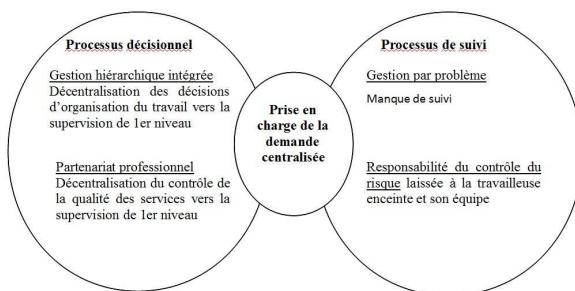 Processus décisionnel
Gestion hiérarchique intégrée
Décentralisation des décisions
d’organisation du travail vers la
supervision de 1er niveau
Partenariat professionnel
Décentralisation du contrôle de
la qualité des services vers la
supervision de 1er niveau
Prise en
charge de la
demande
centralisée
Processus de suivi
Gestion par problème
Manque de suivi
Responsabilité du contrôle du
risque laissée à la travailleuse
enceinte et son équipe